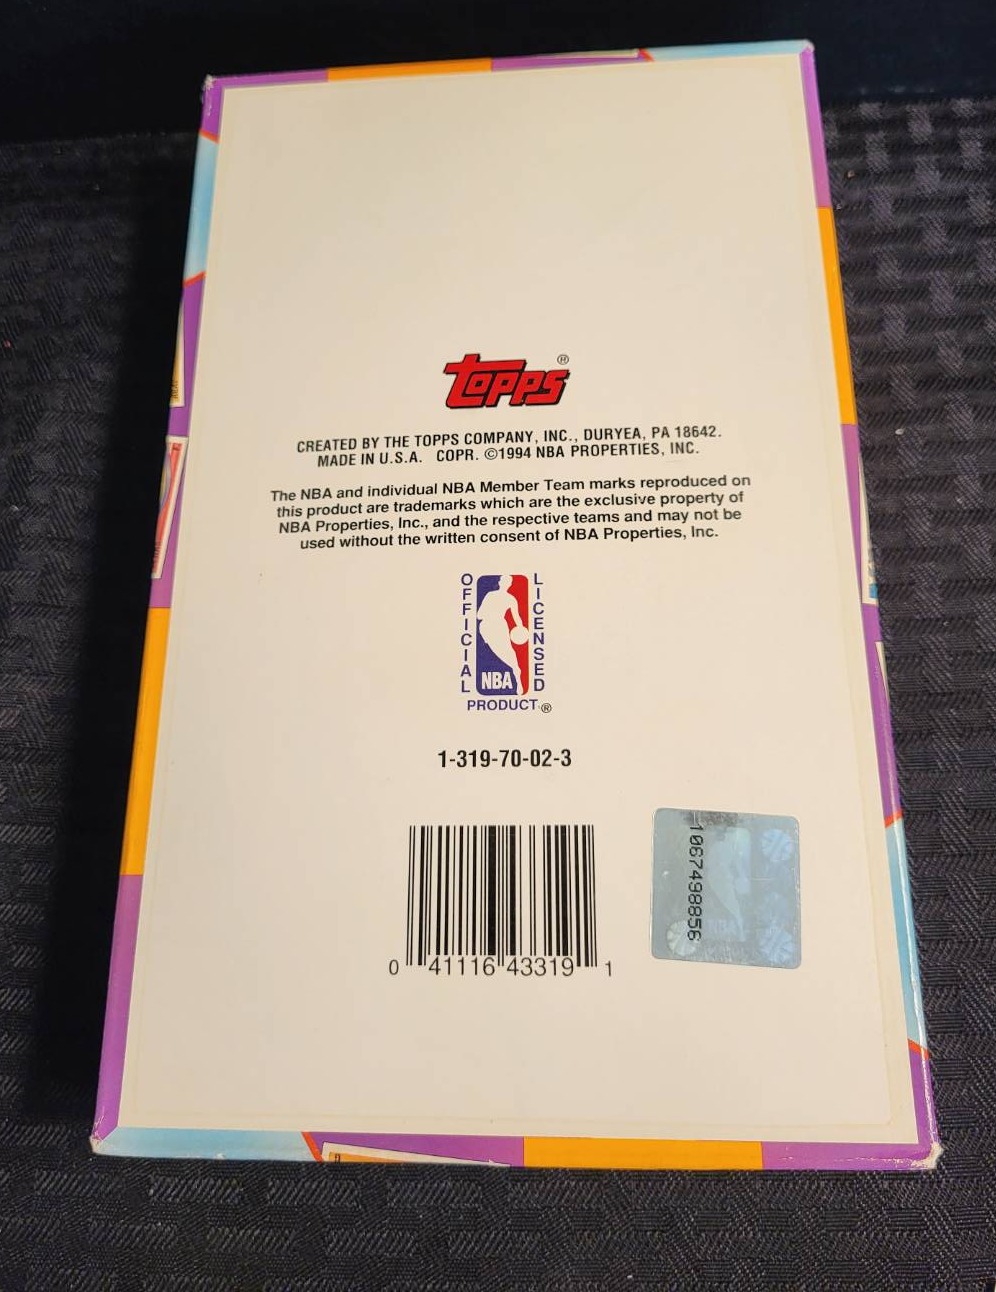 Topps®
CREATED BY THE TOPPS COMPANY, INC., DURYEA, PA 18642.
MADE IN U.S.A. COPR. ©1994 NBA PROPERTIES, INC.
The NBA and individual NBA Member Team marks reproduced on
this product are trademarks which are the exclusive property of
NBA Properties, Inc., and the respective teams and may not be
used without the written consent of NBA Properties, Inc.
OFFICIAL
LICENSED
NBA
PRODUCT®
1-319-70-02-3
1067498856
NBA
0 41116 43319 1